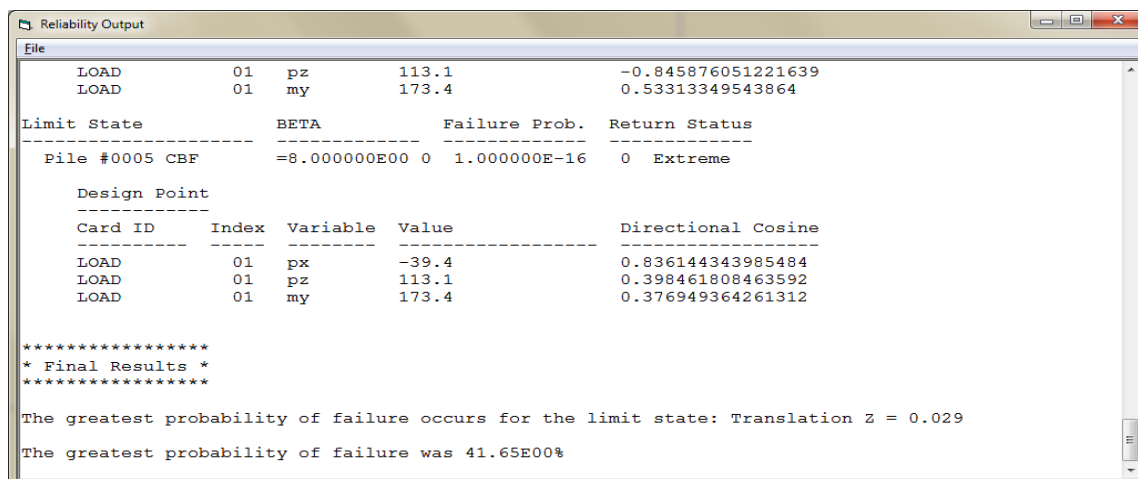 Reliability Output
File
LOAD 01 pz 113.1 -0.845876051221639
LOAD 01 my 173.4 0.53313349543864
Limit State BETA Failure Prob. Return Status
--------------------- ------------- ------------- -------------
Pile #0005 CBF =8.000000E00 0 1.000000E-16 0 Extreme
Design Point
------------
Card ID Index Variable Value Directional Cosine
---------- ----- -------- ------------------ ------------------
LOAD 01 px -39.4 0.836144343985484
LOAD 01 pz 113.1 0.398461808463592
LOAD 01 my 173.4 0.376949364261312
*****************
* Final Results *
*****************
The greatest probability of failure occurs for the limit state: Translation Z = 0.029
The greatest probability of failure was 41.65E00%